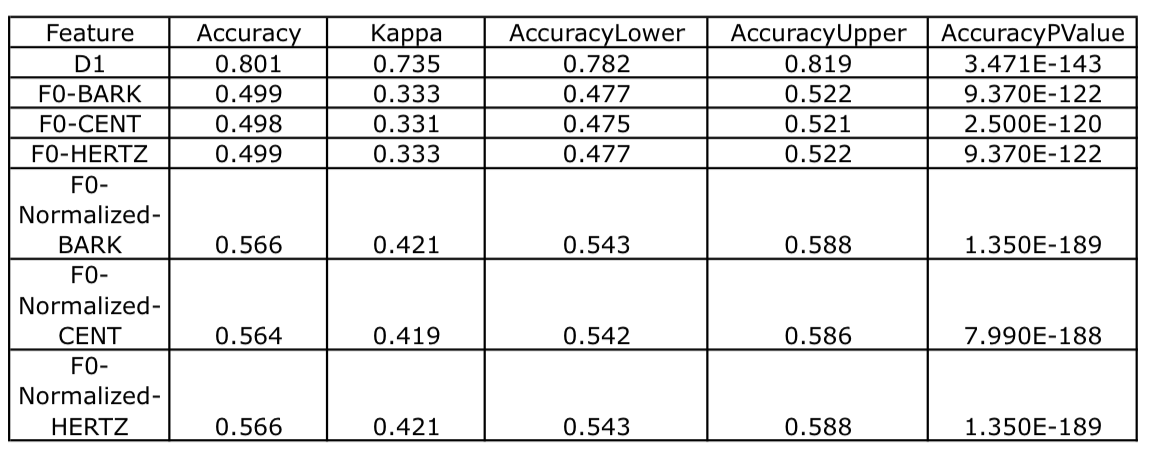 Feature Accuracy Kappa AccuracyLower AccuracyUpper AccuracyPValue
D1 0.801 0.735 0.782 0.819 3.471E-143
F0-BARK 0.499 0.333 0.477 0.522 9.370E-122
F0-CENT 0.498 0.331 0.475 0.521 2.500E-120
F0-HERTZ 0.499 0.333 0.477 0.522 9.370E-122
F0-
Normalized-
BARK 0.566 0.421 0.543 0.588 1.350E-189
F0-
Normalized-
CENT 0.564 0.419 0.542 0.586 7.990E-188
F0-
Normalized-
HERTZ 0.566 0.421 0.543 0.588 1.350E-189